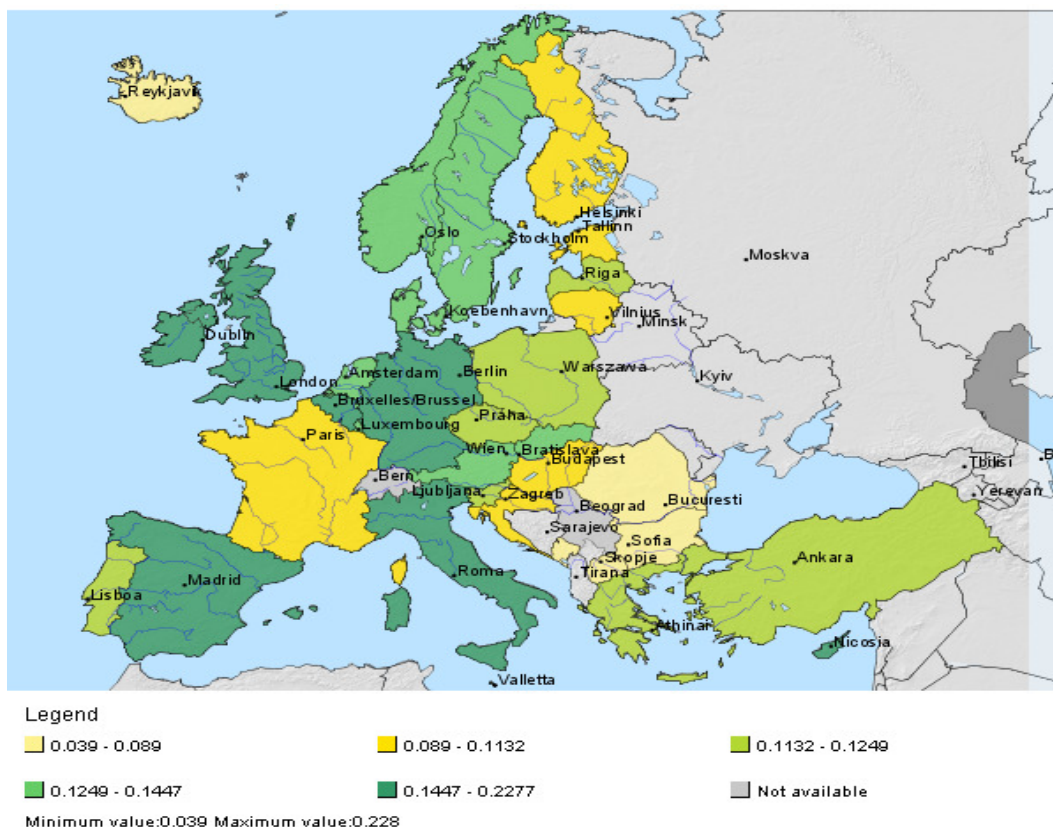 Reykjavik
Helsinki
Oslo
Tallinn
Stockholm
Moskva
Riga
Koebenhavn
Vilnius
Minsk
Dublin
Amsterdam
Berlin
Warszawa
Kyiv
London
Bruxelles/Brussel
Praha
Luxembourg
Paris
Wien
Bratislava
Budapest
Bern
Tbilisi
B
Ljubljana
Zagreb
Bucuresti
Yerevan
Beograd
Sarajevo
Sofia
Skopje
Ankara
Roma
Tirana
Madrid
Lisboa
Athinai
Nicosia
Valletta
Legend
0.039 - 0.089
0.089 - 0.1132
0.1132 - 0.1249
0.1249 - 0.1447
0.1447 - 0.2277
Not available
Minimum value:0.039 Maximum value:0.228